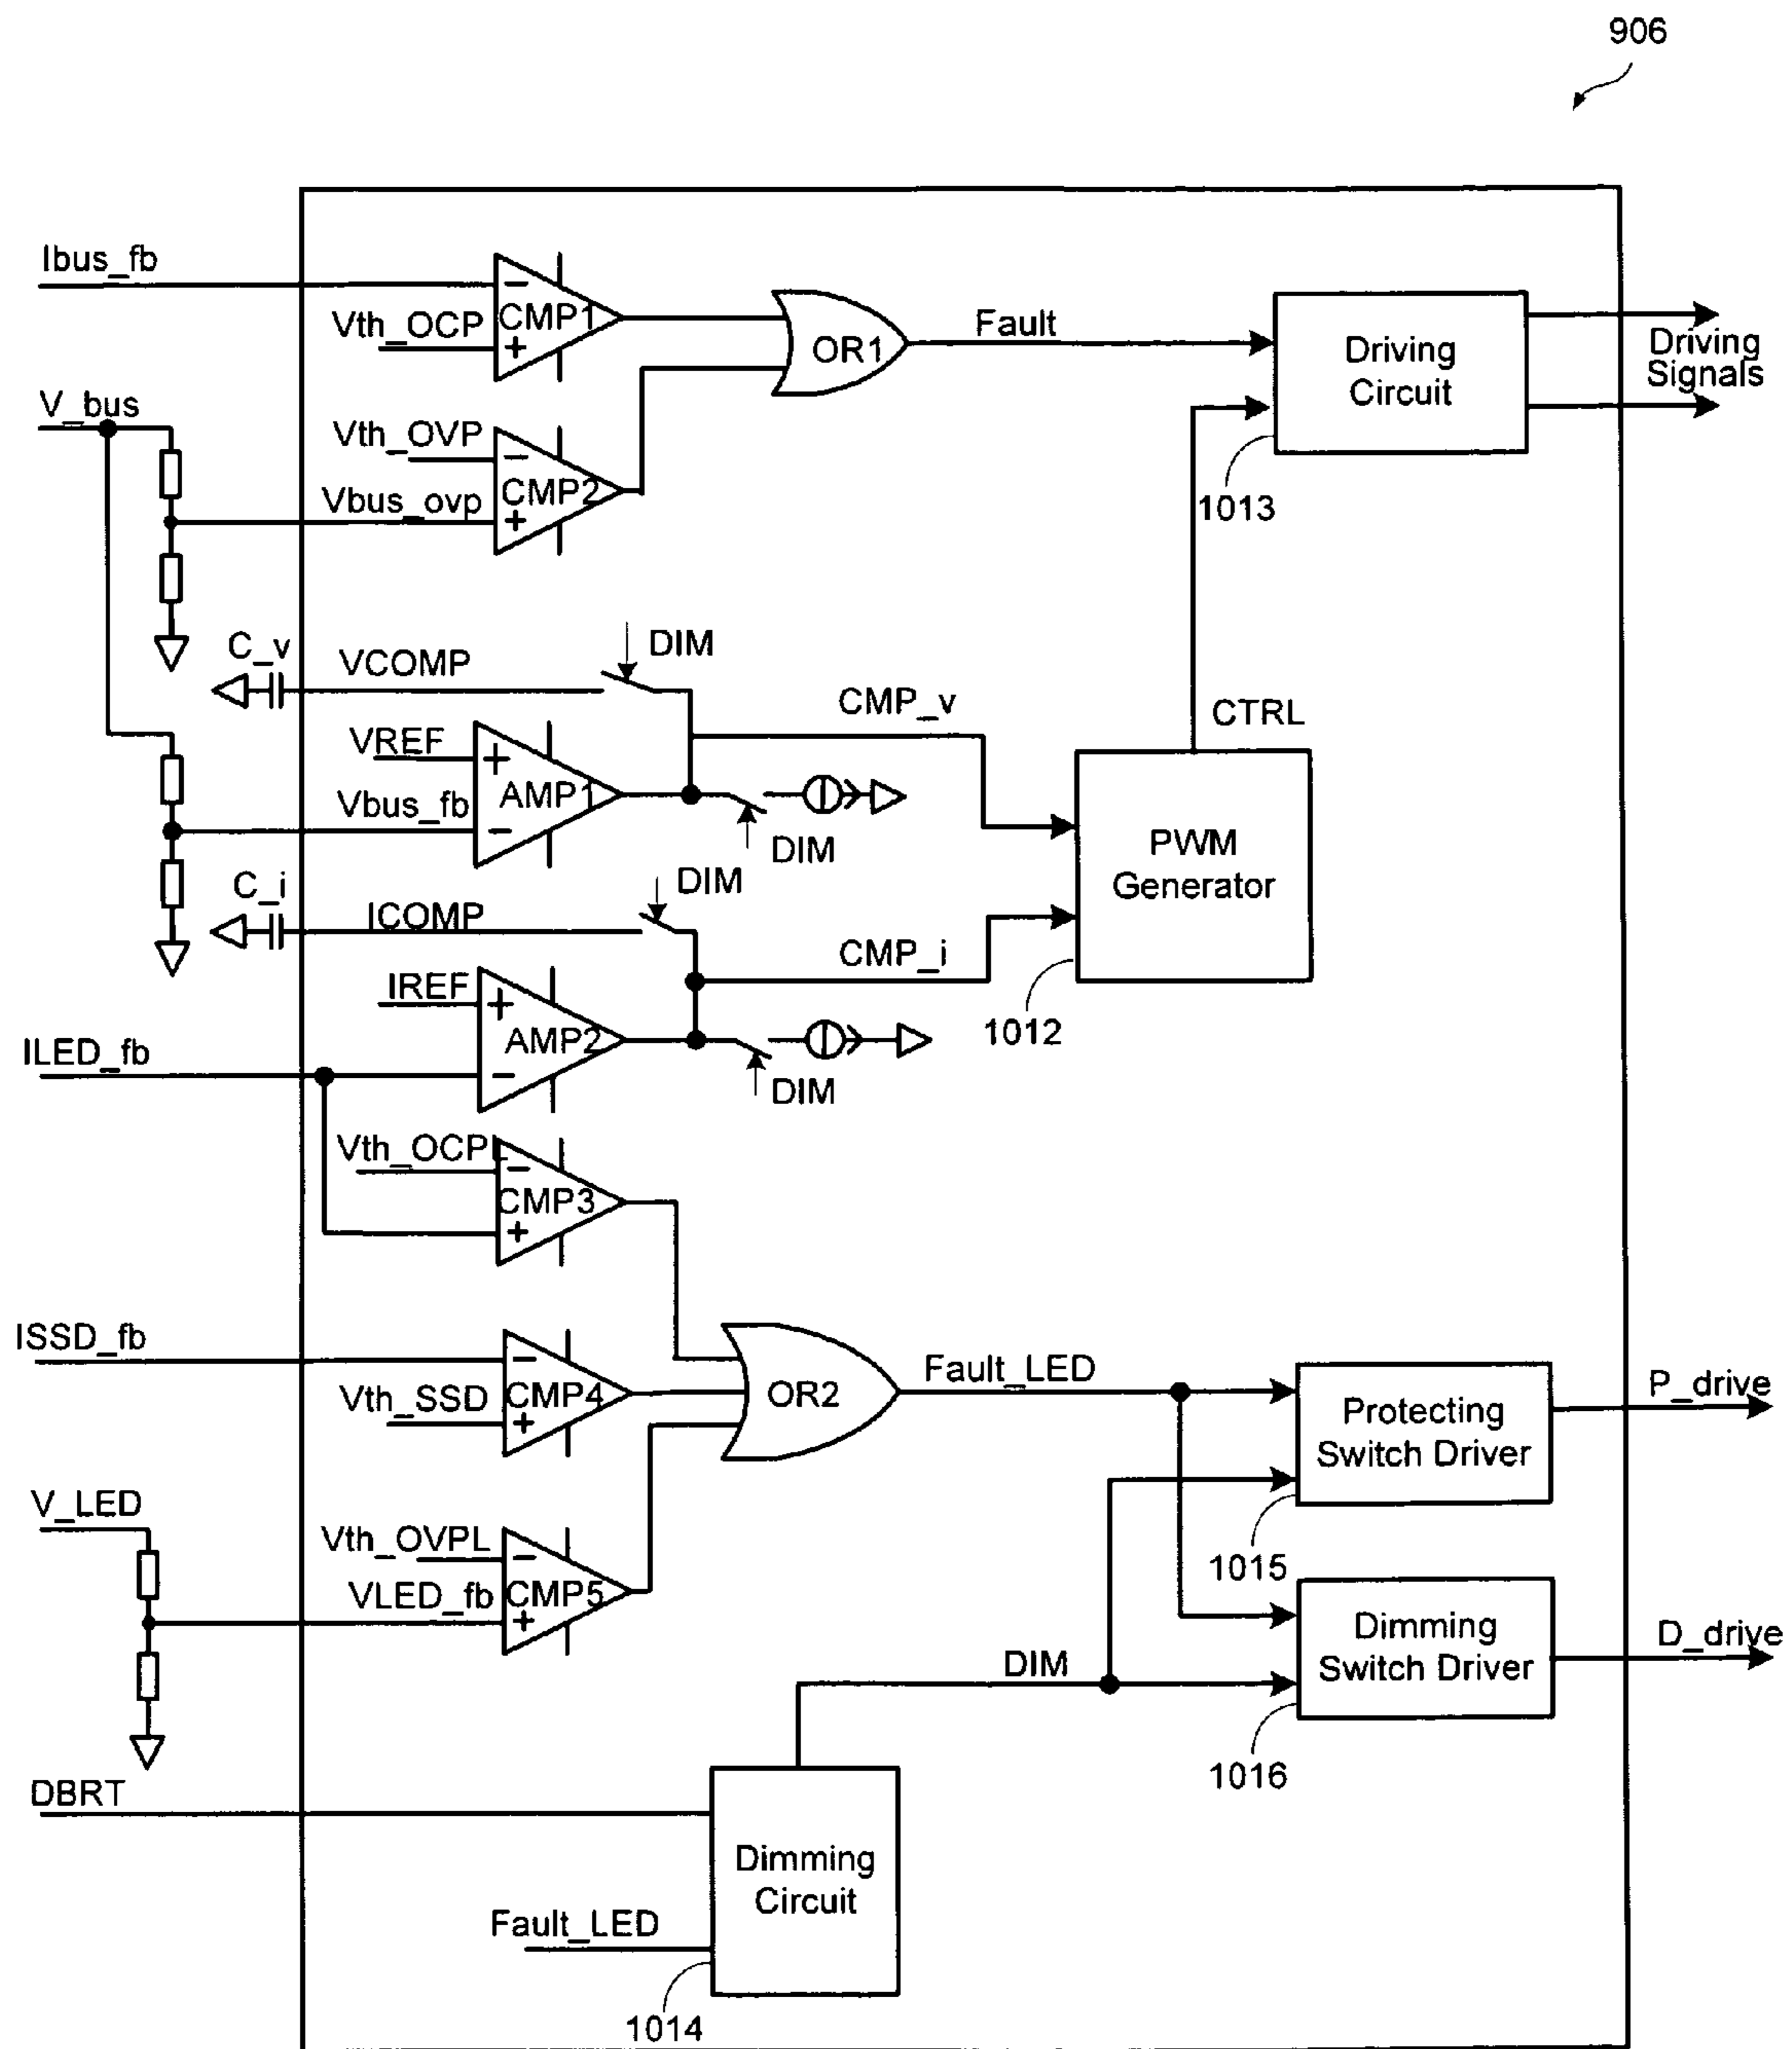 906
Ibus_fb
CMP1
Vth_OCP
OR1
Fault
Driving
Circuit
Driving
Signals
V_bus
Vth_OVP
CMP2
Vbus_ovp
1013
C_v
VCOMP
DIM
CMP_v
CTRL
VREF
AMP1
Vbus_fb
DIM
PWM
Generator
C_i
DIM
ICOMP
CMP_i
IREF
1012
AMP2
ILED_fb
DIM
Vth_OCPL
CMP3
ISSD_fb
Vth_SSD
CMP4
OR2
Fault_LED
Protecting
Switch Driver
P_drive
V_LED
Vth_OVPL
1015
VLED_fb
CMP5
Dimming
Switch Driver
D_drive
DIM
1016
DBRT
Dimming
Circuit
Fault_LED
1014